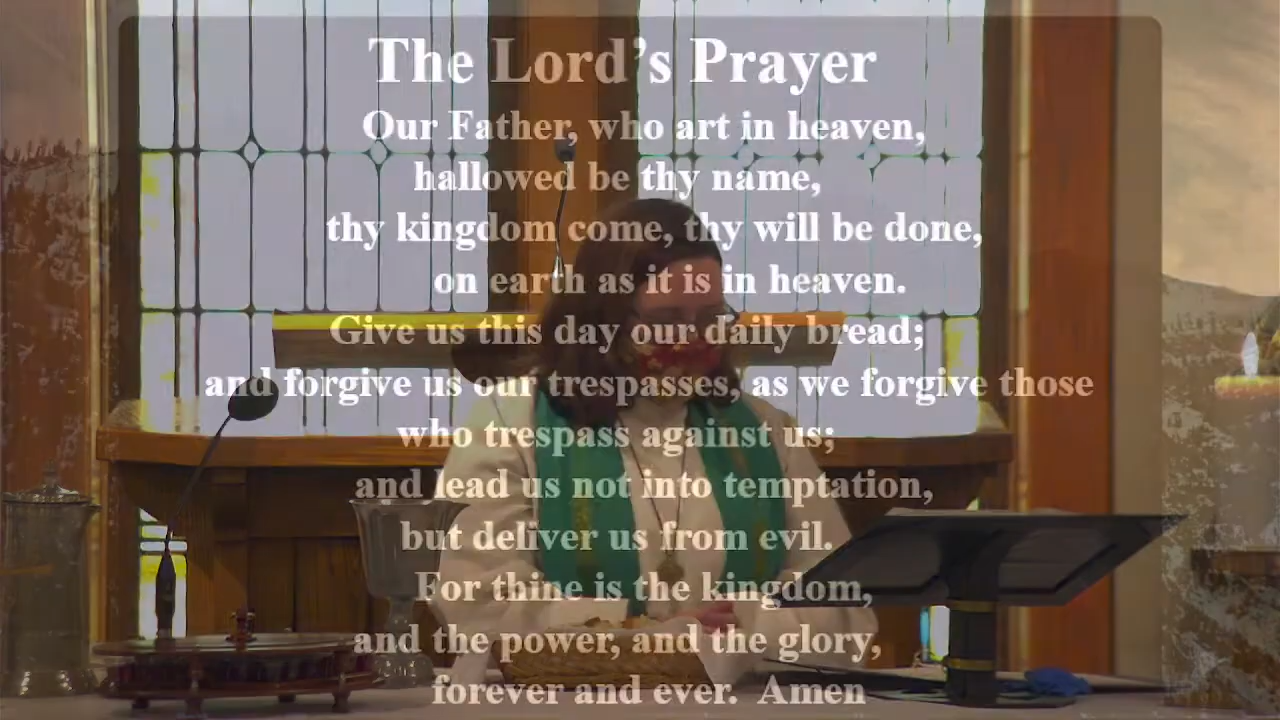 The Lord's Prayer
Our Father, who art in heaven,
hallowed be thy name,
thy kingdom come, thy will be done,
on earth as it is in heaven.
Give us this day our daily bread;
and forgive us our trespasses, as we forgive those
who trespass against us;
and lead us not into temptation,
but deliver us from evil.
For thine is the kingdom,
and the power, and the glory,
forever and ever.  Amen